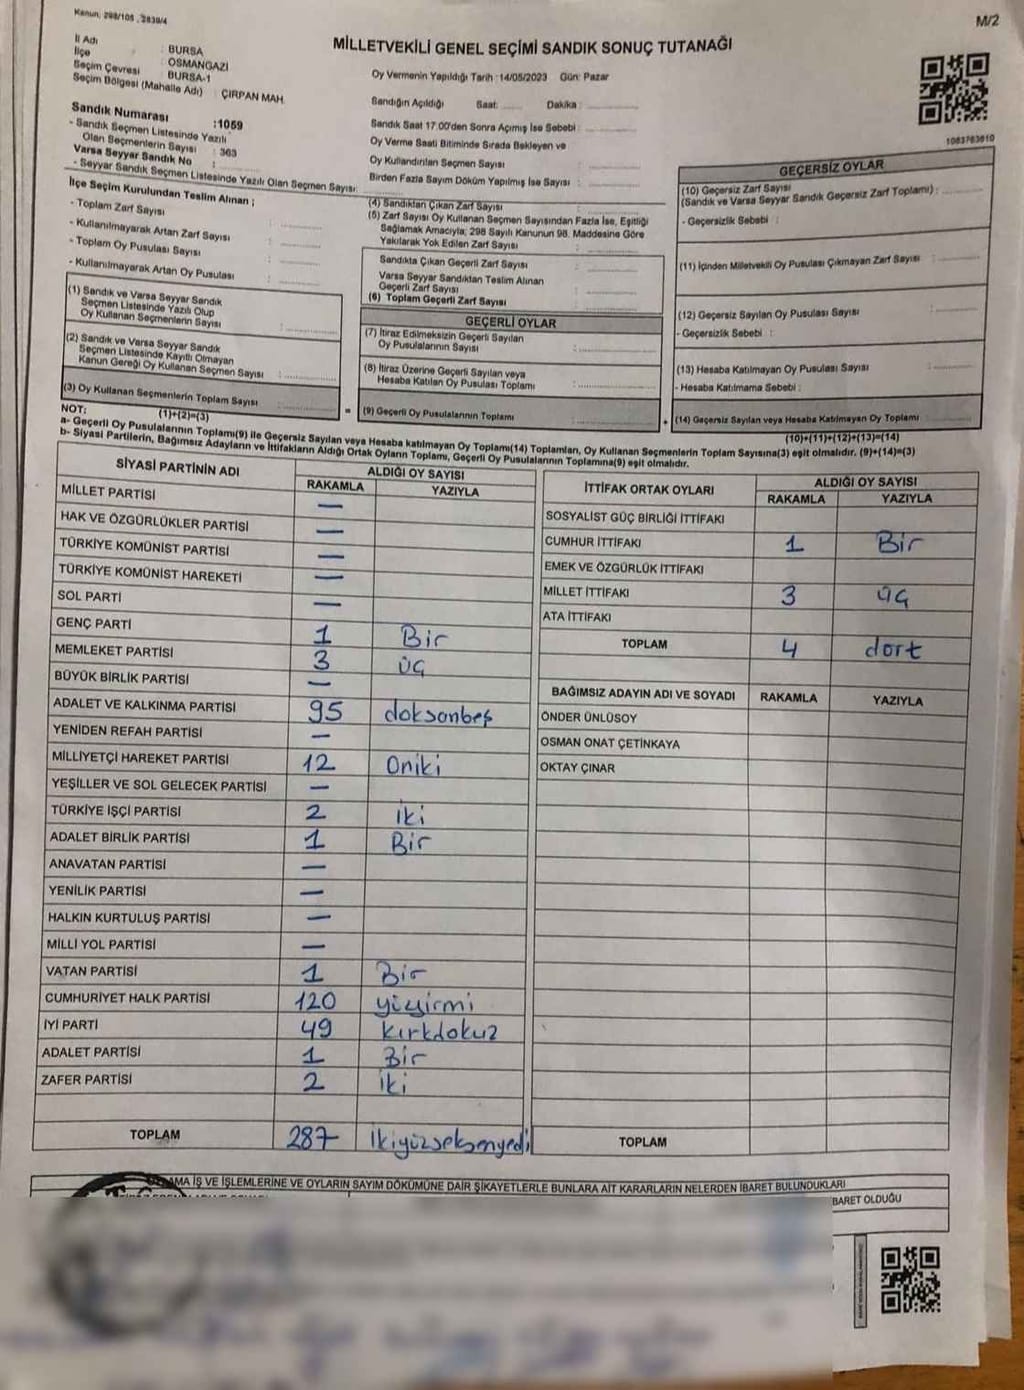 Kanun: 298/105 , 2839/4
M/2
MİLLETVEKİLİ GENEL SEÇİMİ SANDIK SONUÇ TUTANAĞI
İl Adı : BURSA
İlçe : OSMANGAZİ
Seçim Çevresi : BURSA-1
Seçim Bölgesi (Mahalle Adı) : ÇIRPAN MAH.
Sandık Numarası :1059
- Sandık Seçmen Listesinde Yazılı
Olan Seçmenlerin Sayısı : 363
Varsa Seyyar Sandık No :
- Seyyar Sandık Seçmen Listesinde Yazılı Olan Seçmen Sayısı:
Oy Vermenin Yapıldığı Tarih :14/05/2023 Gün: Pazar
Sandığın Açıldığı Saat: Dakika :
Sandık Saat 17.00'den Sonra Açımış İse Sebebi :
Oy Verme Saati Bitiminde Sırada Bekleyen ve
Oy Kullandırılan Seçmen Sayısı :
Birden Fazla Sayım Döküm Yapılmış İse Sayısı :
1083763610
İlçe Seçim Kurulundan Teslim Alınan ;
- Toplam Zarf Sayısı :
- Kullanılmayarak Artan Zarf Sayısı :
- Toplam Oy Pusulası Sayısı :
- Kullanılmayarak Artan Oy Pusulası :
(1) Sandık ve Varsa Seyyar Sandık
Seçmen Listesinde Yazılı Olup
Oy Kullanan Seçmenlerin Sayısı :
(2) Sandık ve Varsa Seyyar Sandık
Seçmen Listesinde Kayıtlı Olmayan
Kanun Gereği Oy Kullanan Seçmen Sayısı :
(3) Oy Kullanan Seçmenlerin Toplam Sayısı :
(1)+(2)=(3)
(4) Sandıktan Çıkan Zarf Sayısı :
(5) Zarf Sayısı Oy Kullanan Seçmen Sayısından Fazla İse, Eşitliği
Sağlamak Amacıyla; 298 Sayılı Kanunun 98. Maddesine Göre
Yakılarak Yok Edilen Zarf Sayısı :
Sandıkta Çıkan Geçerli Zarf Sayısı :
Varsa Seyyar Sandıktan Teslim Alınan
Geçerli Zarf Sayısı :
(6) Toplam Geçerli Zarf Sayısı :
GEÇERLİ OYLAR
(7) İtiraz Edilmeksizin Geçerli Sayılan
Oy Pusulalarının Sayısı :
(8) İtiraz Üzerine Geçerli Sayılan veya
Hesaba Katılan Oy Pusulası Toplamı :
= (9) Geçerli Oy Pusulalarının Toplamı :
GEÇERSİZ OYLAR
(10) Geçersiz Zarf Sayısı
(Sandık ve Varsa Seyyar Sandık Geçersiz Zarf Toplamı) :
- Geçersizlik Sebebi :
(11) İçinden Milletvekili Oy Pusulası Çıkmayan Zarf Sayısı :
(12) Geçersiz Sayılan Oy Pusulası Sayısı :
- Geçersizlik Sebebi :
(13) Hesaba Katılmayan Oy Pusulası Sayısı :
- Hesaba Katılmama Sebebi :
+ (14) Geçersiz Sayılan veya Hesaba Katılmayan Oy Toplamı
(10)+(11)+(12)+(13)=(14)
NOT:
a- Geçerli Oy Pusulalarının Toplamı(9) ile Geçersiz Sayılan veya Hesaba katılmayan Oy Toplamı(14) Toplamları, Oy Kullanan Seçmenlerin Toplam Sayısına(3) eşit olmalıdır. (9)+(14)=(3)
b- Siyasi Partilerin, Bağımsız Adayların ve İttifakların Aldığı Ortak Oyların Toplamı, Geçerli Oy Pusulalarının Toplamına(9) eşit olmalıdır.
SİYASİ PARTİNİN ADI ALDIĞI OY SAYISI
RAKAMLA YAZIYLA
MİLLET PARTİSİ —
HAK VE ÖZGÜRLÜKLER PARTİSİ —
TÜRKİYE KOMÜNİST PARTİSİ —
TÜRKİYE KOMÜNİST HAREKETİ —
SOL PARTİ —
GENÇ PARTİ 1 Bir
MEMLEKET PARTİSİ 3 üç
BÜYÜK BİRLİK PARTİSİ —
ADALET VE KALKINMA PARTİSİ 95 doksanbeş
YENİDEN REFAH PARTİSİ —
MİLLİYETÇİ HAREKET PARTİSİ 12 Oniki
YEŞİLLER VE SOL GELECEK PARTİSİ —
TÜRKİYE İŞÇİ PARTİSİ 2 iki
ADALET BİRLİK PARTİSİ 1 Bir
ANAVATAN PARTİSİ —
YENİLİK PARTİSİ —
HALKIN KURTULUŞ PARTİSİ —
MİLLİ YOL PARTİSİ —
VATAN PARTİSİ 1 Bir
CUMHURİYET HALK PARTİSİ 120 yüzyirmi
İYİ PARTİ 49 kırkdokuz
ADALET PARTİSİ 1 Bir
ZAFER PARTİSİ 2 iki
TOPLAM 287 ikiyüzseksenyedi
İTTİFAK ORTAK OYLARI ALDIĞI OY SAYISI
RAKAMLA YAZIYLA
SOSYALİST GÜÇ BİRLİĞİ İTTİFAKI
CUMHUR İTTİFAKI 1 Bir
EMEK VE ÖZGÜRLÜK İTTİFAKI
MİLLET İTTİFAKI 3 üç
ATA İTTİFAKI
TOPLAM 4 dört
BAĞIMSIZ ADAYIN ADI VE SOYADI RAKAMLA YAZIYLA
ÖNDER ÜNLÜSOY
OSMAN ONAT ÇETİNKAYA
OKTAY ÇINAR
TOPLAM
AMA İŞ VE İŞLEMLERİNE VE OYLARIN SAYIM DÖKÜMÜNE DAİR ŞİKAYETLERLE BUNLARA AİT KARARLARIN NELERDEN İBARET BULUNDUKLARI
BARET OLDUĞU